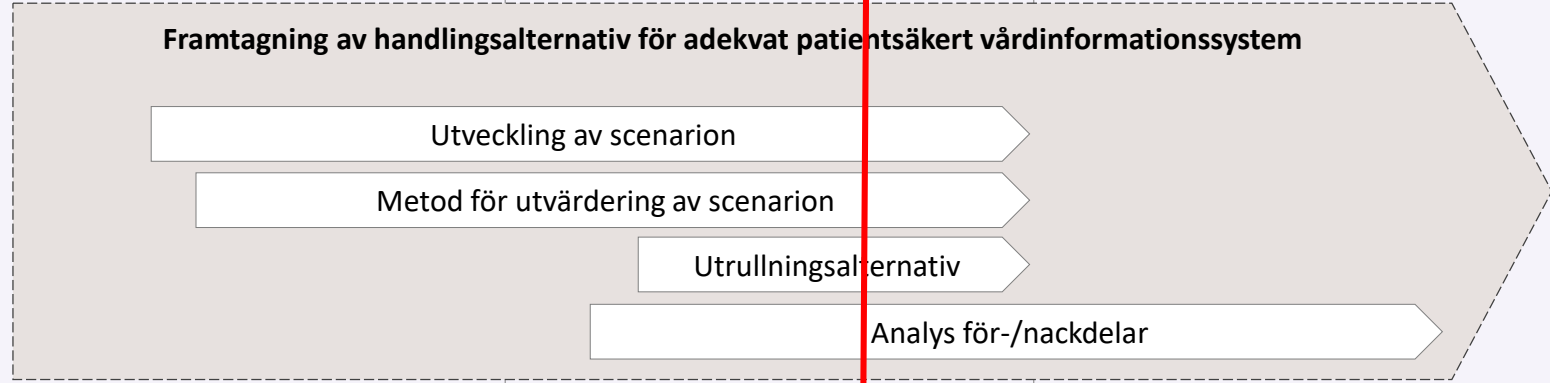 Framtagning av handlingsalternativ för adekvat patientsäkert vårdinformationssystem
Utveckling av scenarion
Metod för utvärdering av scenarion
Utrullningsalternativ
Analys för-/nackdelar